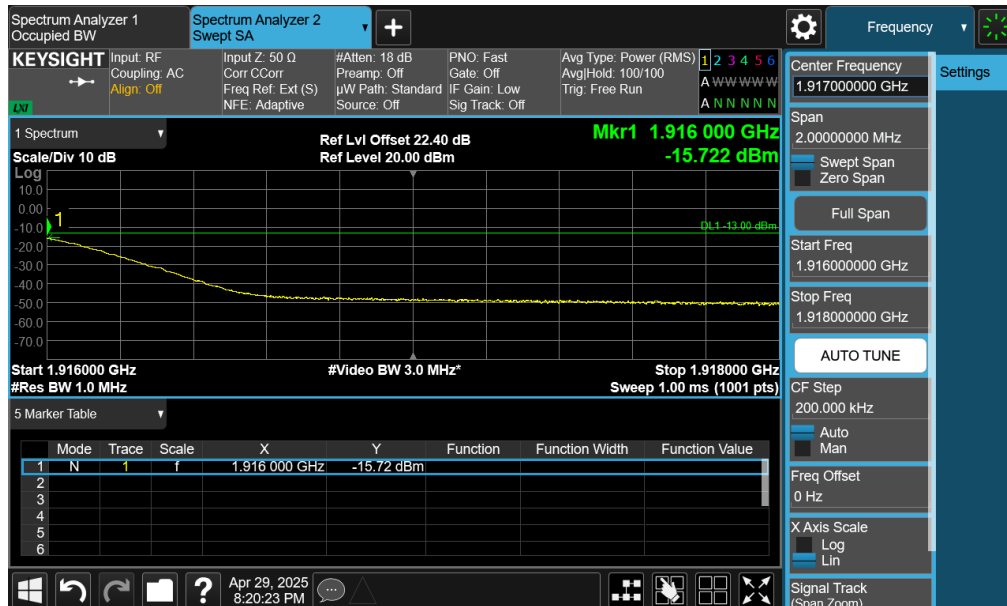 Spectrum Analyzer 1
Occupied BW
Spectrum Analyzer 2
Swept SA
Frequency
KEYSIGHT
LXI
Input: RF
Coupling: AC
Align: Off
Input Z: 50 Ω
Corr CCorr
Freq Ref: Ext (S)
NFE: Adaptive
#Atten: 18 dB
Preamp: Off
µW Path: Standard
Source: Off
PNO: Fast
Gate: Off
IF Gain: Low
Sig Track: Off
Avg Type: Power (RMS)
Avg|Hold: 100/100
Trig: Free Run
1 2 3 4 5 6
A W W W W W
A N N N N N
1 Spectrum
Scale/Div 10 dB
Ref Lvl Offset 22.40 dB
Ref Level 20.00 dBm
Mkr1 1.916 000 GHz
-15.722 dBm
Log
10.0
0.00
-10.0
-20.0
-30.0
-40.0
-50.0
-60.0
-70.0
1
DL1 -13.00 dBm
Start 1.916000 GHz
#Res BW 1.0 MHz
#Video BW 3.0 MHz*
Stop 1.918000 GHz
Sweep 1.00 ms (1001 pts)
5 Marker Table
Mode Trace Scale X Y Function Function Width Function Value
1 N 1 f 1.916 000 GHz -15.72 dBm
2
3
4
5
6
Apr 29, 2025
8:20:23 PM
Center Frequency
1.917000000 GHz
Settings
Span
2.00000000 MHz
Swept Span
Zero Span
Full Span
Start Freq
1.916000000 GHz
Stop Freq
1.918000000 GHz
AUTO TUNE
CF Step
200.000 kHz
Auto
Man
Freq Offset
0 Hz
X Axis Scale
Log
Lin
Signal Track
(Span Zoom)